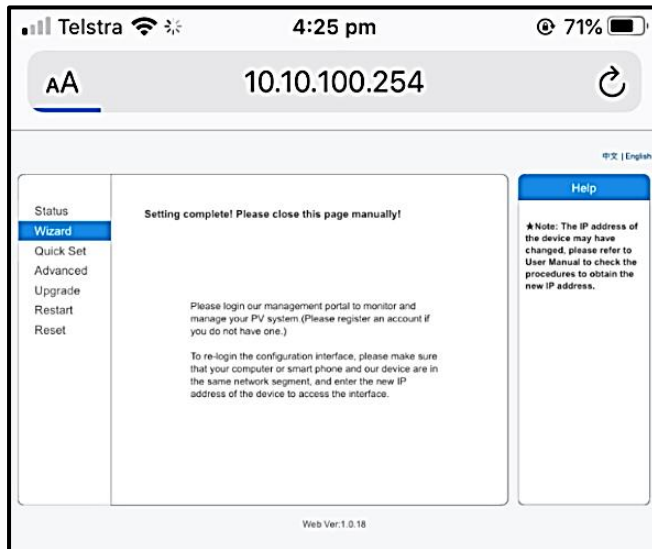 Telstra 4:25 pm 71%
AA 10.10.100.254
中文 | English
Status
Wizard
Quick Set
Advanced
Upgrade
Restart
Reset
Setting complete! Please close this page manually!
Please login our management portal to monitor and
manage your PV system.(Please register an account if
you do not have one.)
To re-login the configuration interface, please make sure
that your computer or smart phone and our device are in
the same network segment, and enter the new IP
address of the device to access the interface.
Help
★Note: The IP address of
the device may have
changed, please refer to
User Manual to check the
procedures to obtain the
new IP address.
Web Ver:1.0.18